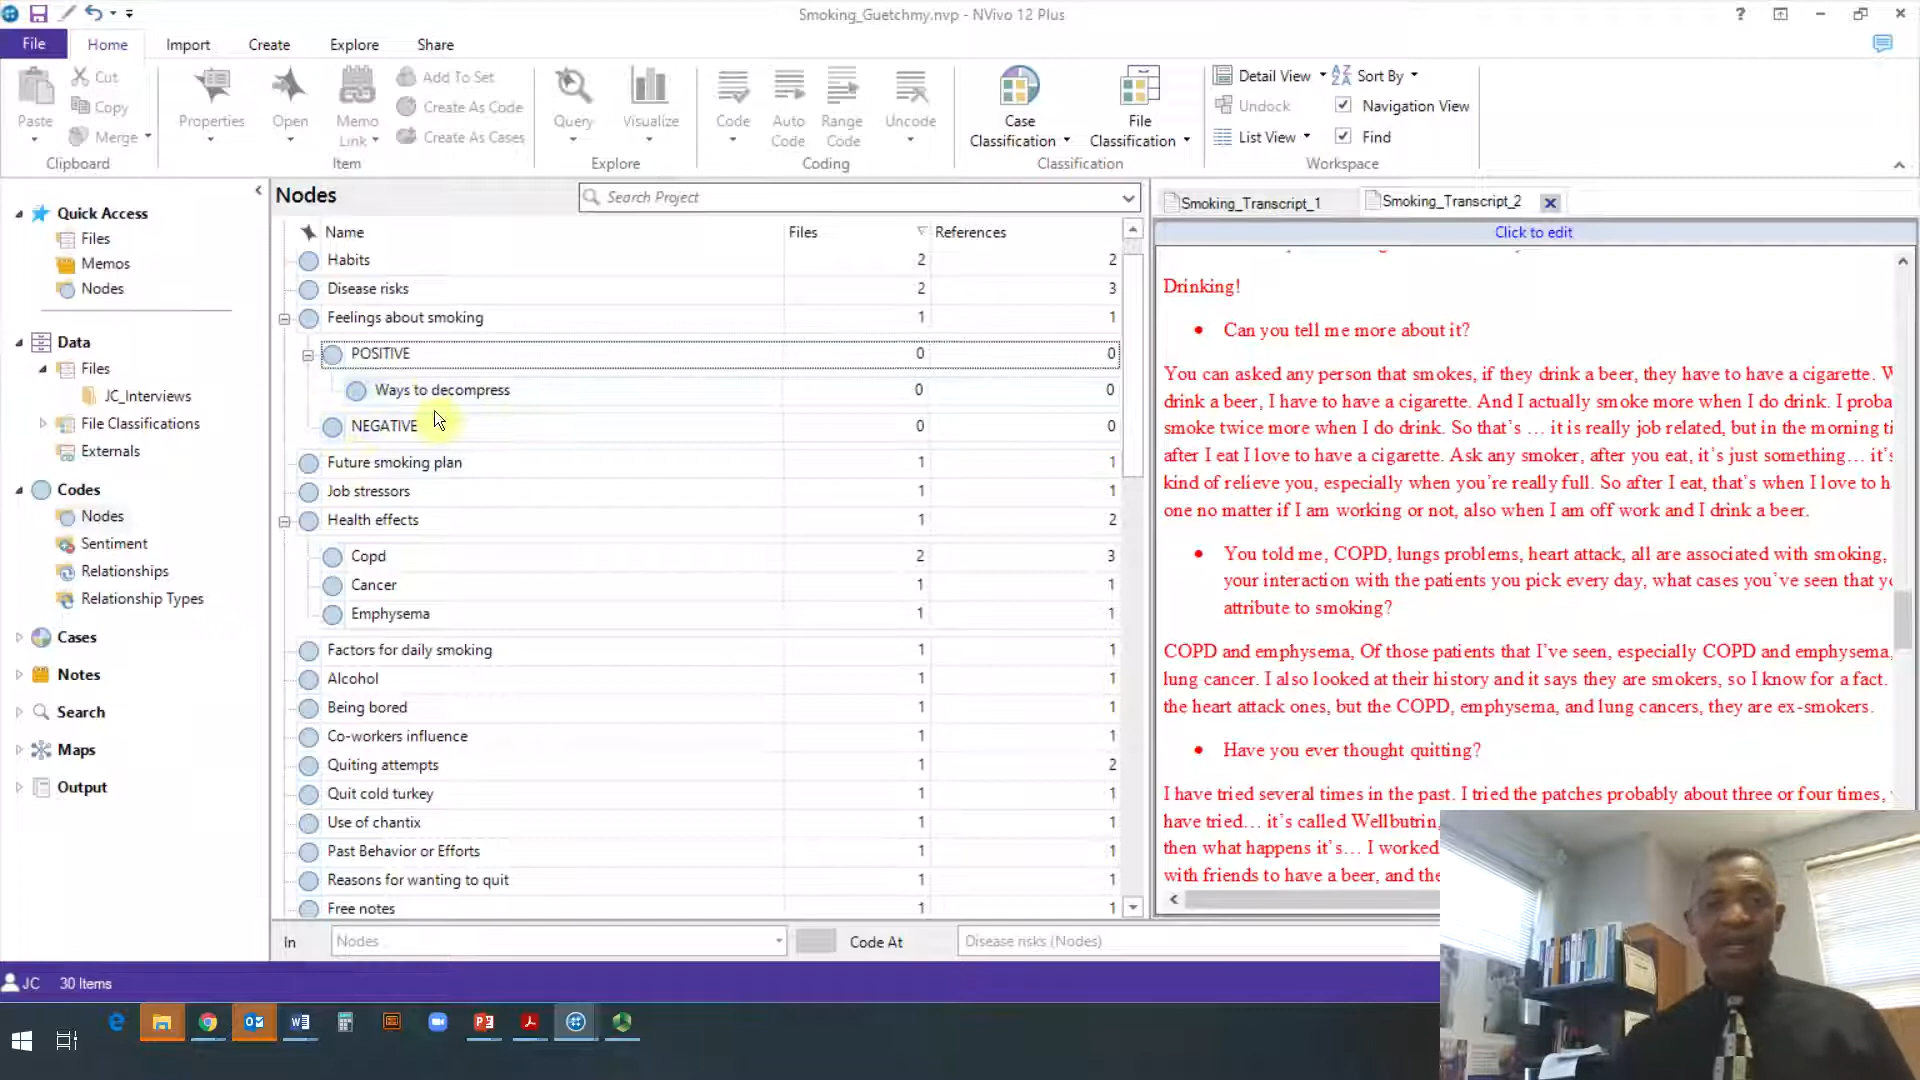 Smoking_Guetchmy.nvp - NVivo 12 Plus
File Home Import Create Explore Share
Paste
Cut
Copy
Merge
Clipboard
Properties
Open
Memo Link
Add To Set
Create As Code
Create As Cases
Item
Query
Visualize
Explore
Code
Auto Code
Range Code
Uncode
Coding
Case Classification
File Classification
Classification
Detail View
Sort By
Undock
Navigation View
List View
Find
Workspace
Quick Access
Files
Memos
Nodes
Data
Files
JC_Interviews
File Classifications
Externals
Codes
Nodes
Sentiment
Relationships
Relationship Types
Cases
Notes
Search
Maps
Output
Nodes
Search Project
Name Files References
Habits 2 2
Disease risks 2 3
Feelings about smoking 1 1
POSITIVE 0 0
Ways to decompress 0 0
NEGATIVE 0 0
Future smoking plan 1 1
Job stressors 1 1
Health effects 1 2
Copd 2 3
Cancer 1 1
Emphysema 1 1
Factors for daily smoking 1 1
Alcohol 1 1
Being bored 1 1
Co-workers influence 1 1
Quiting attempts 1 2
Quit cold turkey 1 1
Use of chantix 1 1
Past Behavior or Efforts 1 1
Reasons for wanting to quit 1 1
Free notes 1 1
In Nodes Code At Disease risks (Nodes)
Smoking_Transcript_1 Smoking_Transcript_2
Click to edit
Drinking!
• Can you tell me more about it?
You can asked any person that smokes, if they drink a beer, they have to have a cigarette.
drink a beer, I have to have a cigarette. And I actually smoke more when I do drink. I proba
smoke twice more when I do drink. So that's … it is really job related, but in the morning ti
after I eat I love to have a cigarette. Ask any smoker, after you eat, it's just something… it's
kind of relieve you, especially when you're really full. So after I eat, that's when I love to h
one no matter if I am working or not, also when I am off work and I drink a beer.
• You told me, COPD, lungs problems, heart attack, all are associated with smoking,
your interaction with the patients you pick every day, what cases you've seen that yo
attribute to smoking?
COPD and emphysema, Of those patients that I've seen, especially COPD and emphysema,
lung cancer. I also looked at their history and it says they are smokers, so I know for a fact.
the heart attack ones, but the COPD, emphysema, and lung cancers, they are ex-smokers.
• Have you ever thought quitting?
I have tried several times in the past. I tried the patches probably about three or four times,
have tried… it's called Wellbutrin,
then what happens it's… I worked
with friends to have a beer, and the
JC 30 Items